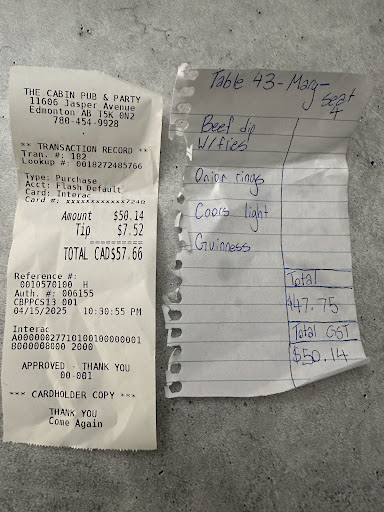 THE CABIN PUB & PARTY
11606 Jasper Avenue
Edmonton AB T5K 0N2
780-454-9928
** TRANSACTION RECORD **
Tran. #: 182
Lookup #: 0018272485766
Type: Purchase
Acct: Flash Default
Card: Interac
Card #: xxxxxxxxxxxx7240
Amount $50.14
Tip $7.52
==========
TOTAL CAD$57.66
Reference #:
0010570100 H
Auth. #: 006155
CBPPCS13 001
04/15/2025 10:30:55 PM
Interac
A0000002771010010000001
8000008000 2000
APPROVED - THANK YOU
00-001
*** CARDHOLDER COPY ***
THANK YOU
Come Again
Table 43 - Mary -
Seat
4
Beef dip
W/fries
Onion rings
Coors light
Guinness
Total
$47.75
Total GST
$50.14